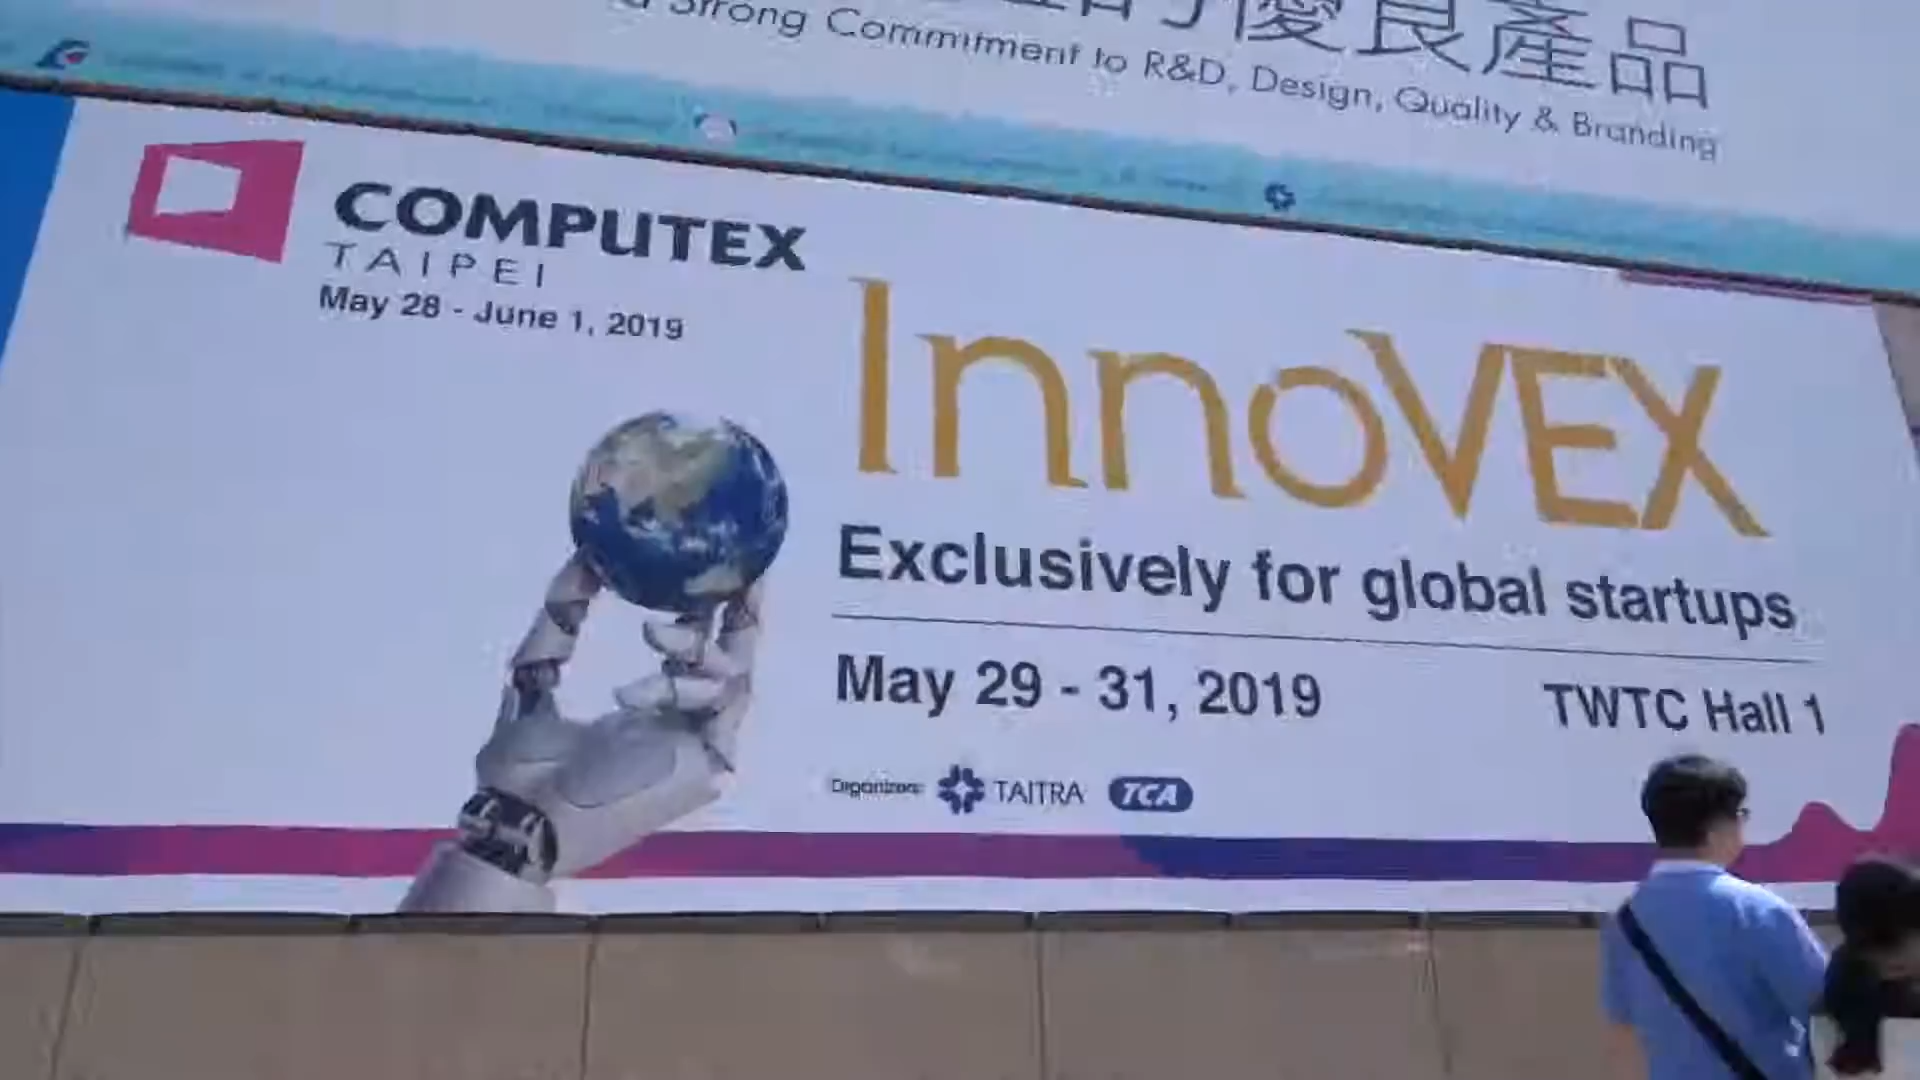 優良產品
Strong Commitment to R&D, Design, Quality & Branding
COMPUTEX
TAIPEI
May 28 - June 1, 2019
InnoVEX
Exclusively for global startups
May 29 - 31, 2019
TWTC Hall 1
Organizers: TAITRA TCA